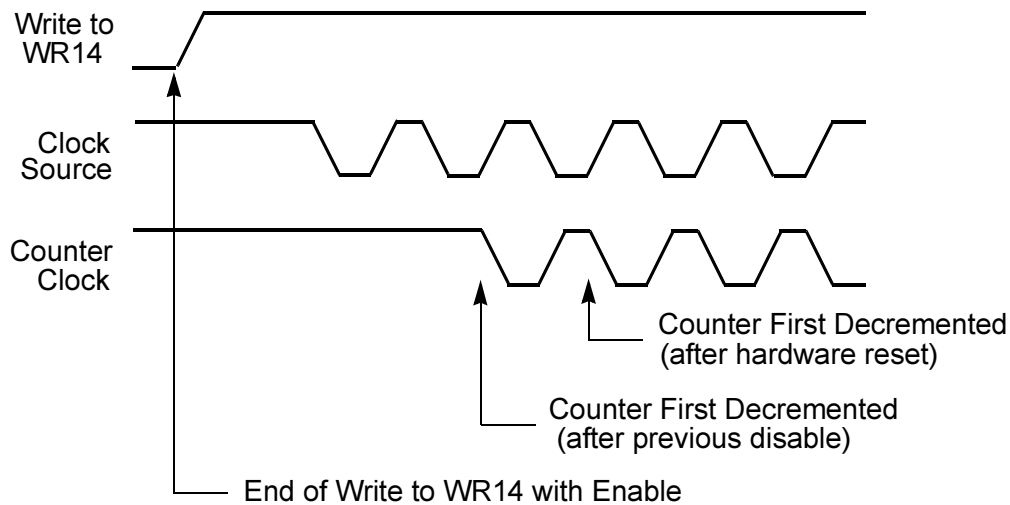 Write to
WR14
Clock
Source
Counter
Clock
Counter First Decremented
(after hardware reset)
Counter First Decremented
(after previous disable)
End of Write to WR14 with Enable